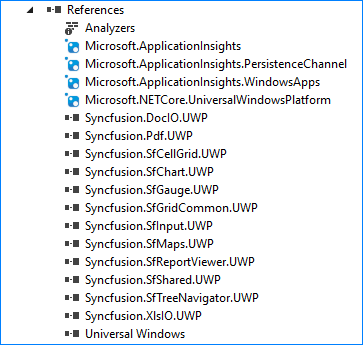 References
Analyzers
Microsoft.ApplicationInsights
Microsoft.ApplicationInsights.PersistenceChannel
Microsoft.ApplicationInsights.WindowsApps
Microsoft.NETCore.UniversalWindowsPlatform
Syncfusion.DocIO.UWP
Syncfusion.Pdf.UWP
Syncfusion.SfCellGrid.UWP
Syncfusion.SfChart.UWP
Syncfusion.SfGauge.UWP
Syncfusion.SfGridCommon.UWP
Syncfusion.SfInput.UWP
Syncfusion.SfMaps.UWP
Syncfusion.SfReportViewer.UWP
Syncfusion.SfShared.UWP
Syncfusion.SfTreeNavigator.UWP
Syncfusion.XlsIO.UWP
Universal Windows